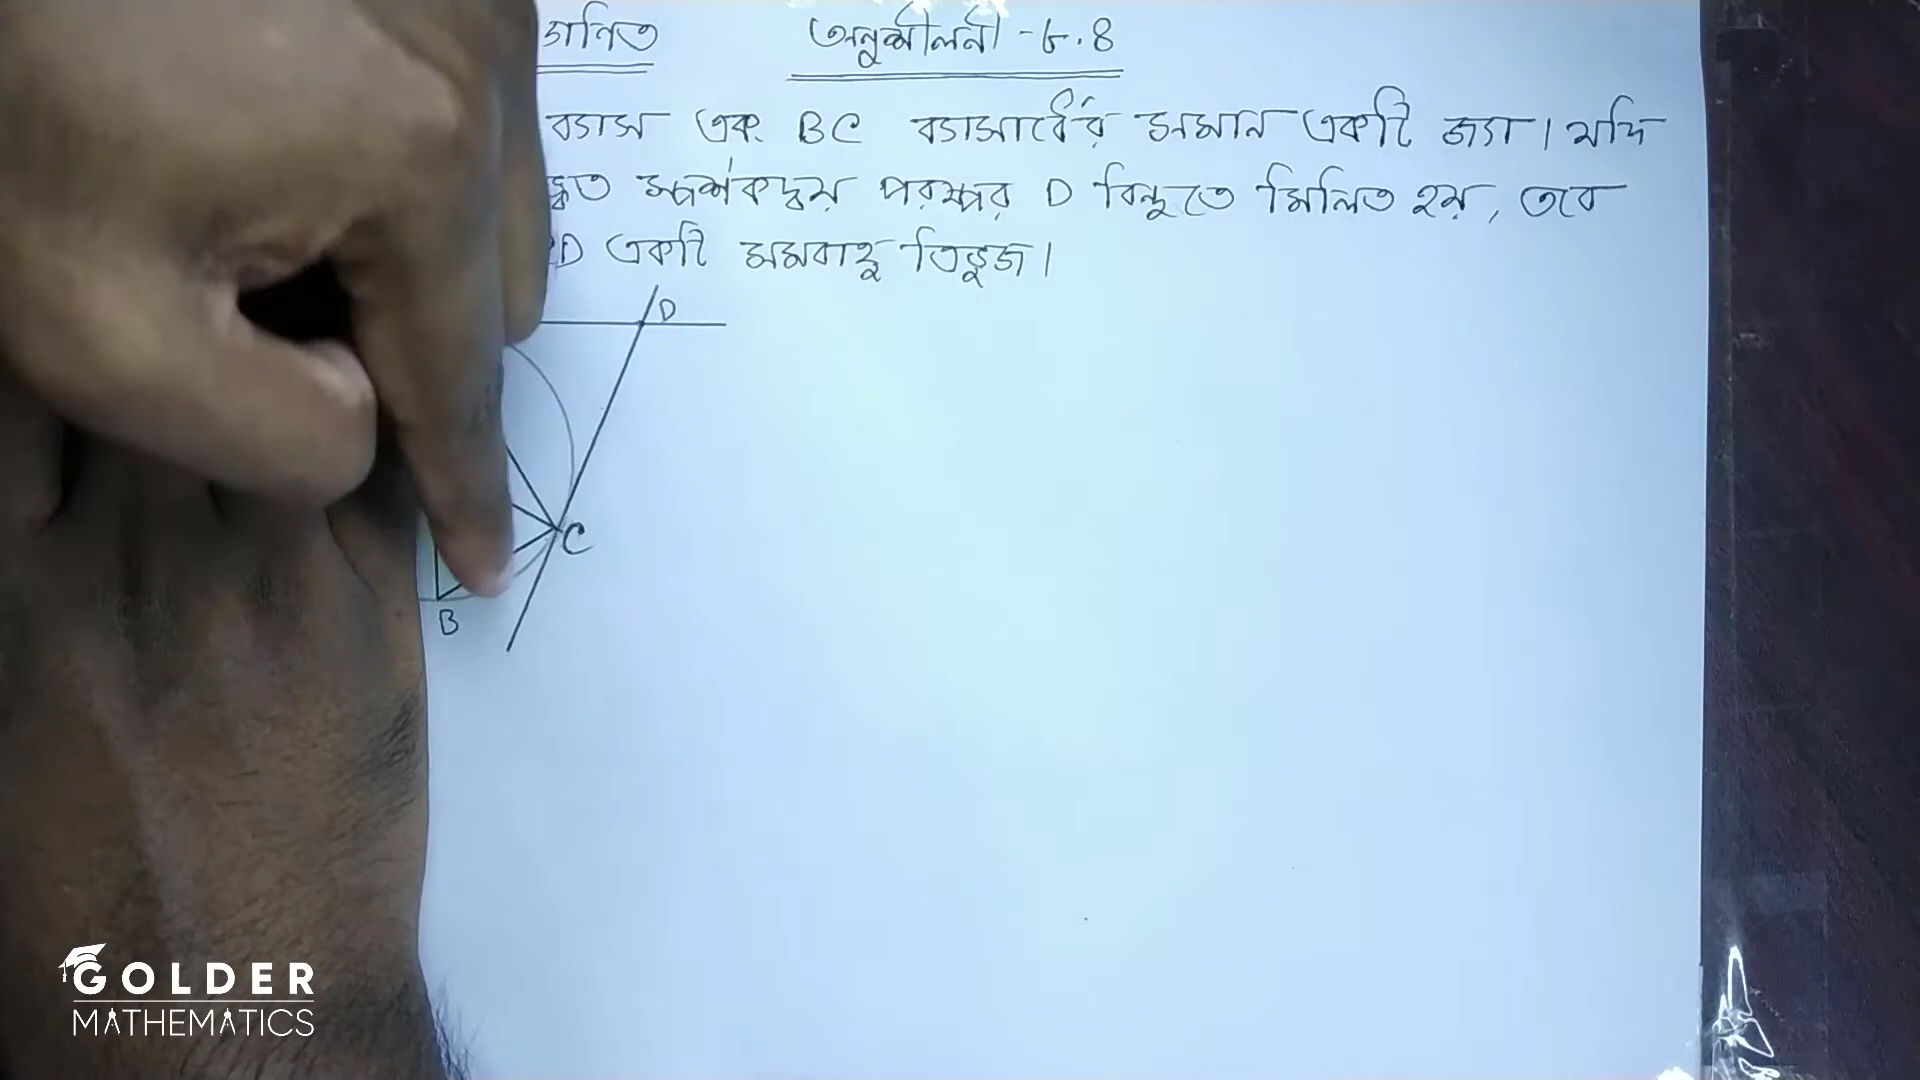 গনিত অনুশীলনী - ৮.৪
ব্যাস এবং BC ব্যাসার্ধের সমান একটি জ্যা। যদি
স্পর্শকদ্বয় পরস্পর D বিন্দুতে মিলিত হয়, তবে
D একটি সমবাহু ত্রিভুজ।
D
C
B
GOLDER
MATHEMATICS